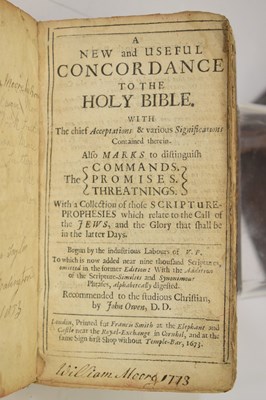 A
NEW and USEFUL
CONCORDANCE
TO THE
HOLY BIBLE.
WITH
The chief Acceptations & various Significations
Contained therein.
Also MARKS to distinguish
COMMANDS,
The PROMISES,
THREATNINGS.
With a Collection of those SCRIPTURE-
PROPHESIES which relate to the Call of
the JEWS, and the Glory that shall be
in the latter Days.
Begun by the industrious Labours of V. P.
To which is now added near nine thousand Scriptures,
omitted in the former Edition: With the Addition
of the Scripture-Similies and Synonimous
Phrases, alphabetically digested.
Recommended to the studious Christian,
by John Owen, D. D.
London, Printed for Francis Smith at the Elephant and
Castle near the Royal-Exchange in Cornhil, and at the
same Sign first Shop without Temple-Bar, 1673.
William Moore 1773